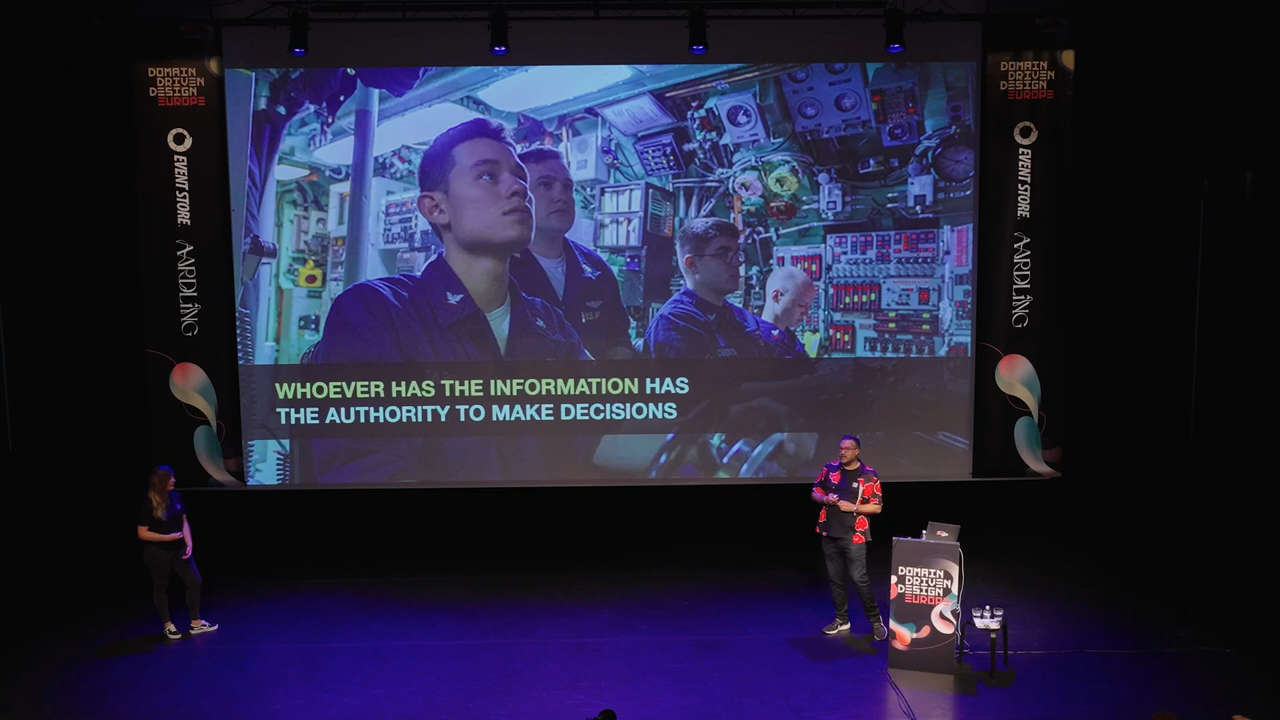 DOMAIN
DRIVEN
DESIGN
EUROPE
EVENT STORE
AARDLING
WHOEVER HAS THE INFORMATION HAS
THE AUTHORITY TO MAKE DECISIONS
DOMAIN
DRIVEN
DESIGN
EUROPE
EVENT STORE
AARDLING
DOMAIN
DRIVEN
DESIGN
EUROPE